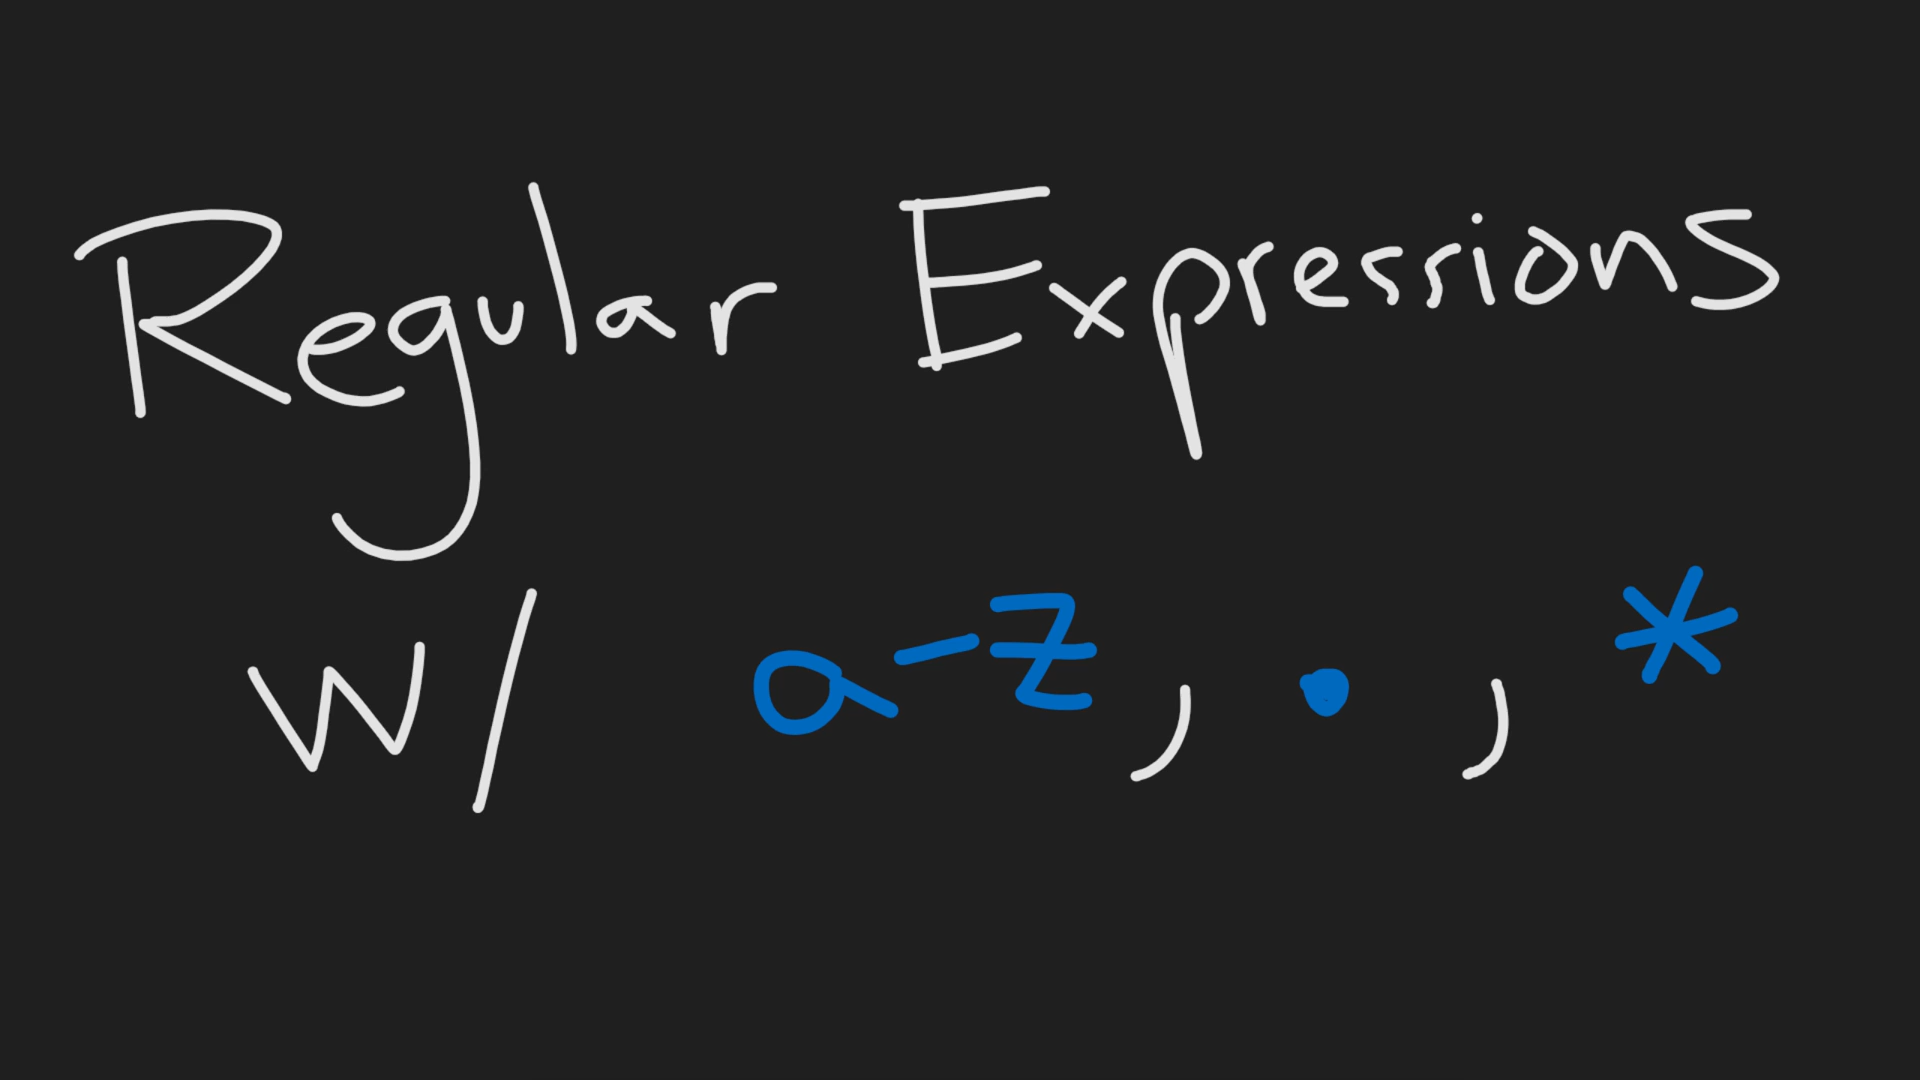 Regular Expressions
w/ a-z, ., *